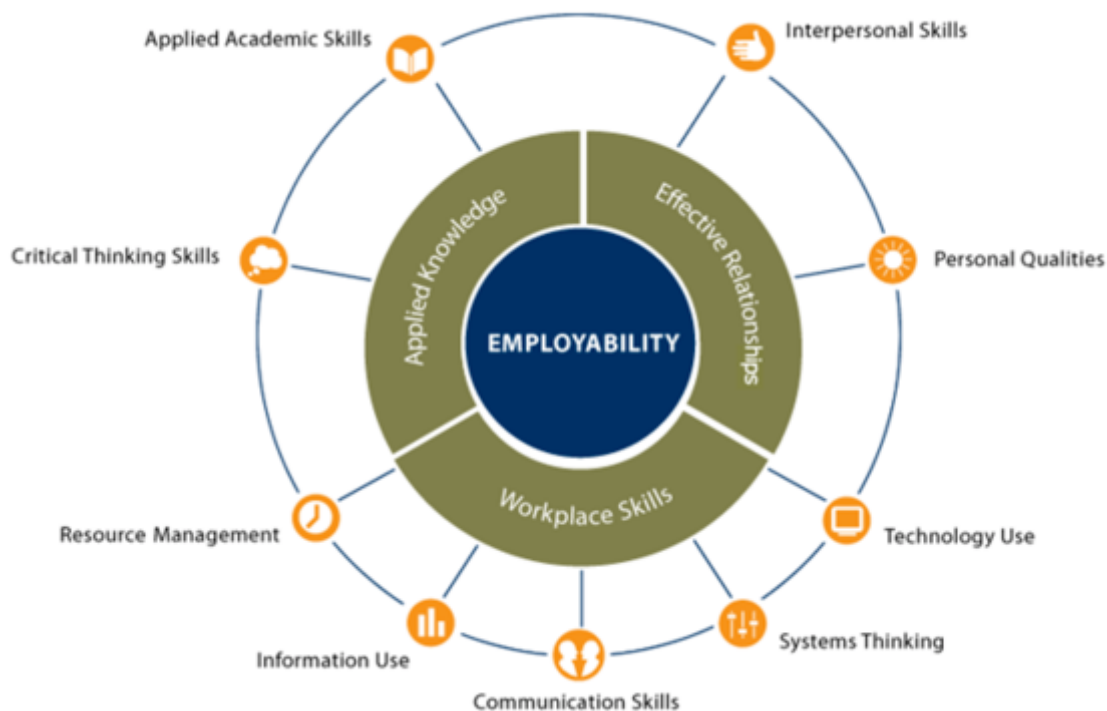 Applied Academic Skills
Interpersonal Skills
Critical Thinking Skills
Personal Qualities
Applied Knowledge
Effective Relationships
EMPLOYABILITY
Workplace Skills
Resource Management
Technology Use
Information Use
Systems Thinking
Communication Skills